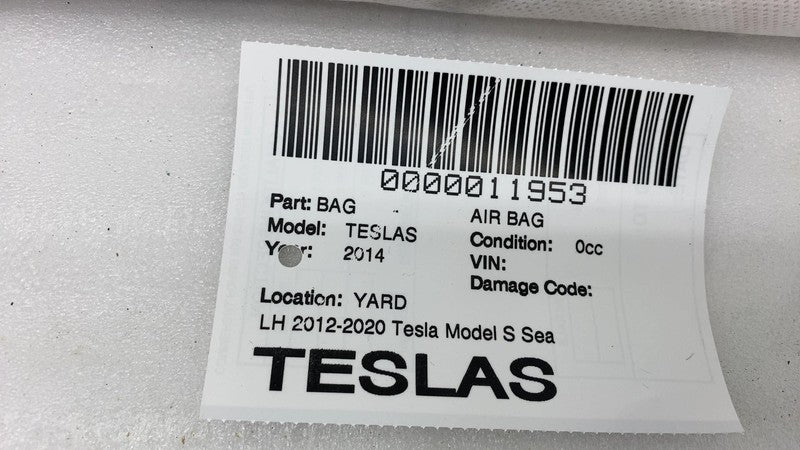 0000011953
Part: BAG AIR BAG
Model: TESLAS Condition: 0cc
2014 VIN:
Damage Code:
Location: YARD
LH 2012-2020 Tesla Model S Sea
TESLAS